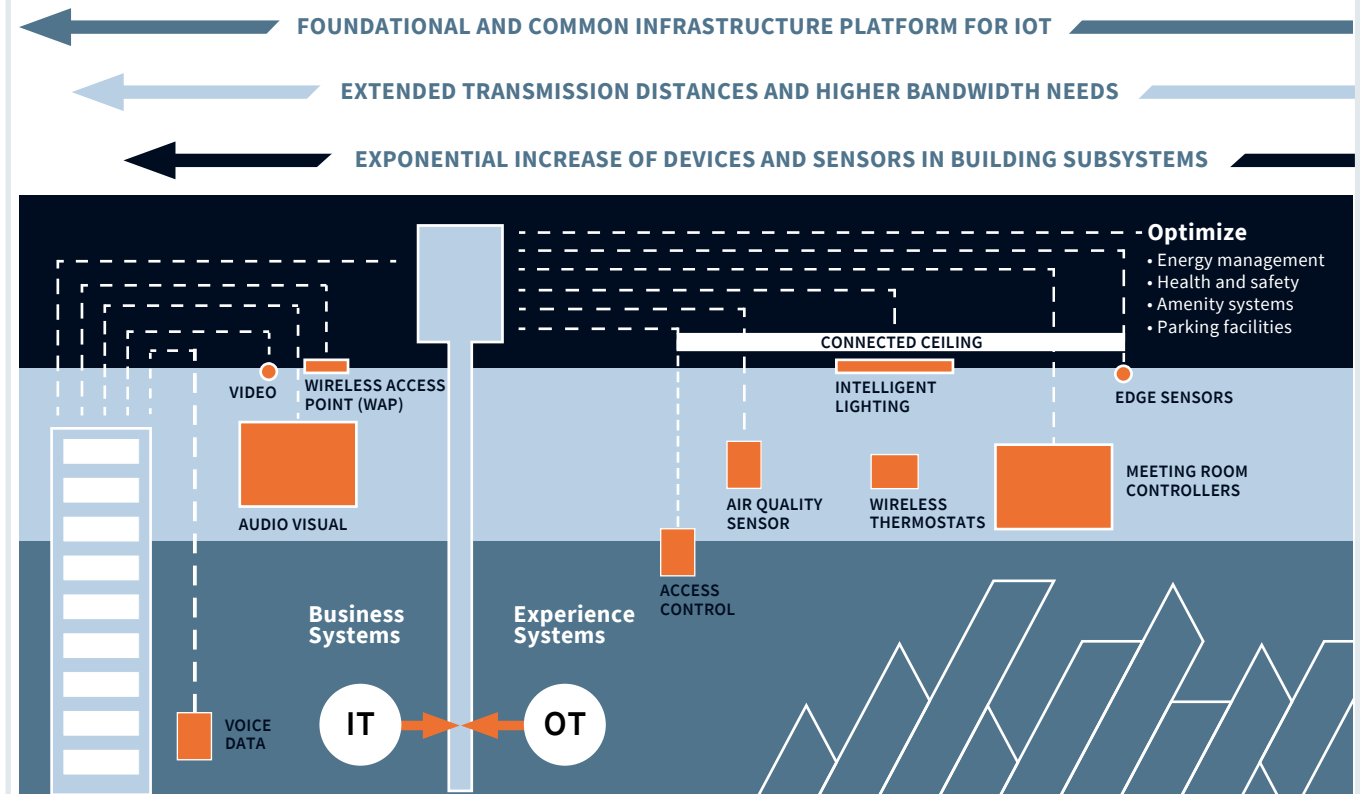 FOUNDATIONAL AND COMMON INFRASTRUCTURE PLATFORM FOR IOT
EXTENDED TRANSMISSION DISTANCES AND HIGHER BANDWIDTH NEEDS
EXPONENTIAL INCREASE OF DEVICES AND SENSORS IN BUILDING SUBSYSTEMS
Optimize
• Energy management
• Health and safety
• Amenity systems
• Parking facilities
CONNECTED CEILING
VIDEO
WIRELESS ACCESS
POINT (WAP)
INTELLIGENT
LIGHTING
EDGE SENSORS
AUDIO VISUAL
AIR QUALITY
SENSOR
WIRELESS
THERMOSTATS
MEETING ROOM
CONTROLLERS
ACCESS
CONTROL
Business
Systems
Experience
Systems
VOICE
DATA
IT
OT